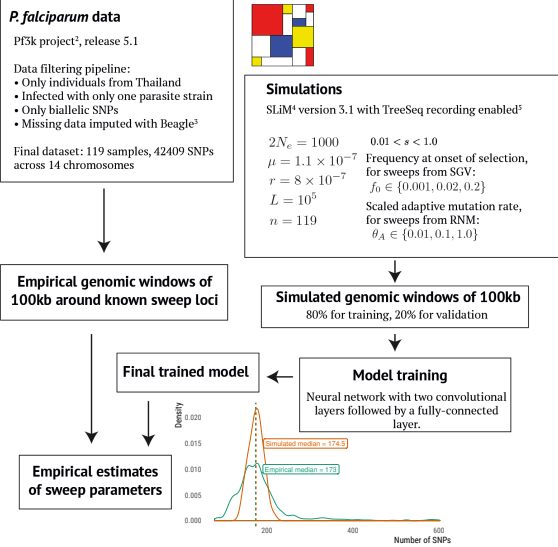 P. falciparum data
Pf3k project², release 5.1
Data filtering pipeline:
• Only individuals from Thailand
• Infected with only one parasite strain
• Only biallelic SNPs
• Missing data imputed with Beagle³
Final dataset: 119 samples, 42409 SNPs
across 14 chromosomes
Simulations
SLiM⁴ version 3.1 with TreeSeq recording enabled⁵
2Nₑ = 1000
μ = 1.1 × 10⁻⁷
r = 8 × 10⁻⁷
L = 10⁵
n = 119
0.01 < s < 1.0
Frequency at onset of selection,
for sweeps from SGV:
f₀ ∈ {0.001, 0.02, 0.2}
Scaled adaptive mutation rate,
for sweeps from RNM:
θ_A ∈ {0.01, 0.1, 1.0}
Empirical genomic windows of
100kb around known sweep loci
Simulated genomic windows of 100kb
80% for training, 20% for validation
Final trained model
Model training
Neural network with two convolutional
layers followed by a fully-connected
layer.
Empirical estimates
of sweep parameters
Density
0.020
0.015
0.010
0.005
0.000
Simulated median = 174.5
Empirical median = 173
200
400
600
Number of SNPs